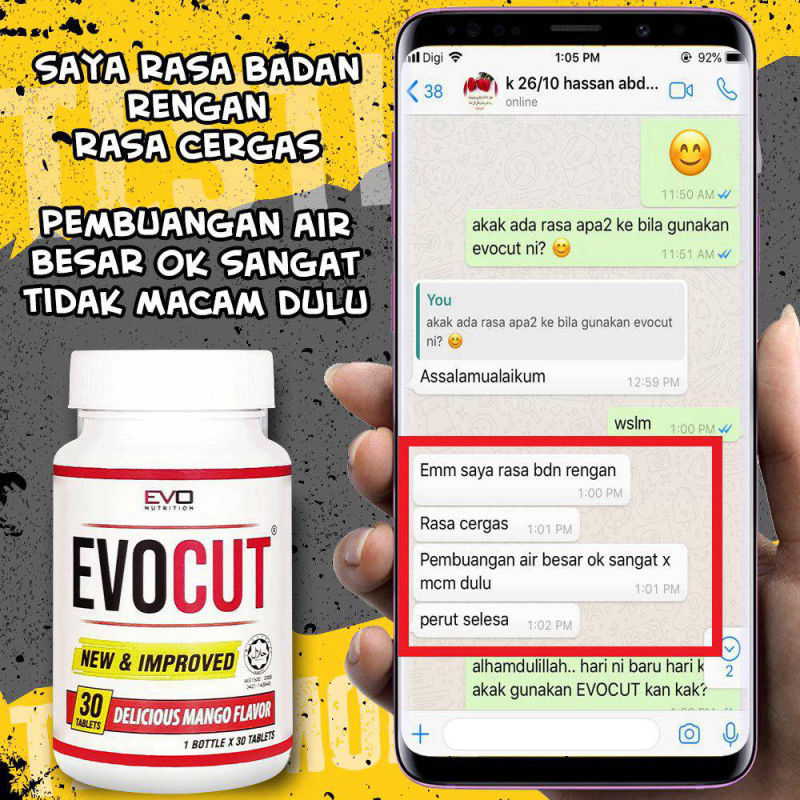 SAYA RASA BADAN
RENGAN
RASA CERGAS
PEMBUANGAN AIR
BESAR OK SANGAT
TIDAK MACAM DULU
EVO
NUTRITION
EVOCUT®
NEW & IMPROVED
30
TABLETS
DELICIOUS MANGO FLAVOR
1 BOTTLE X 30 TABLETS
Digi
1:05 PM
92%
38
k 26/10 hassan abd...
online
11:50 AM
akak ada rasa apa2 ke bila gunakan
evocut ni? 😊
11:51 AM
You
akak ada rasa apa2 ke bila gunakan evocut
ni? 😊
Assalamualaikum
12:59 PM
wslm
1:00 PM
Emm saya rasa bdn rengan
1:00 PM
Rasa cergas
1:01 PM
Pembuangan air besar ok sangat x
mcm dulu
1:01 PM
perut selesa
1:02 PM
2
alhamdulillah.. hari ni baru hari k
akak gunakan EVOCUT kan kak?